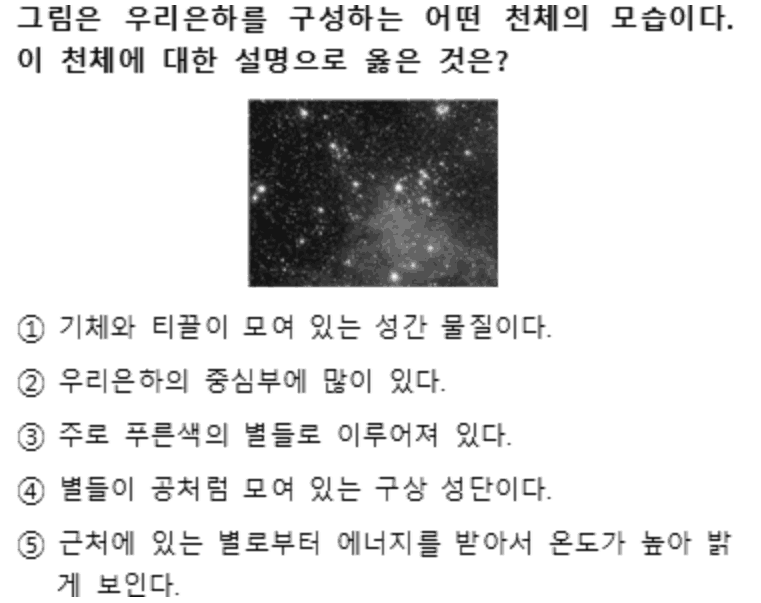 그림은 우리은하를 구성하는 어떤 천체의 모습이다.
이 천체에 대한 설명으로 옳은 것은?
① 기체와 티끌이 모여 있는 성간 물질이다.
② 우리은하의 중심부에 많이 있다.
③ 주로 푸른색의 별들로 이루어져 있다.
④ 별들이 공처럼 모여 있는 구상 성단이다.
⑤ 근처에 있는 별로부터 에너지를 받아서 온도가 높아 밝
게 보인다.